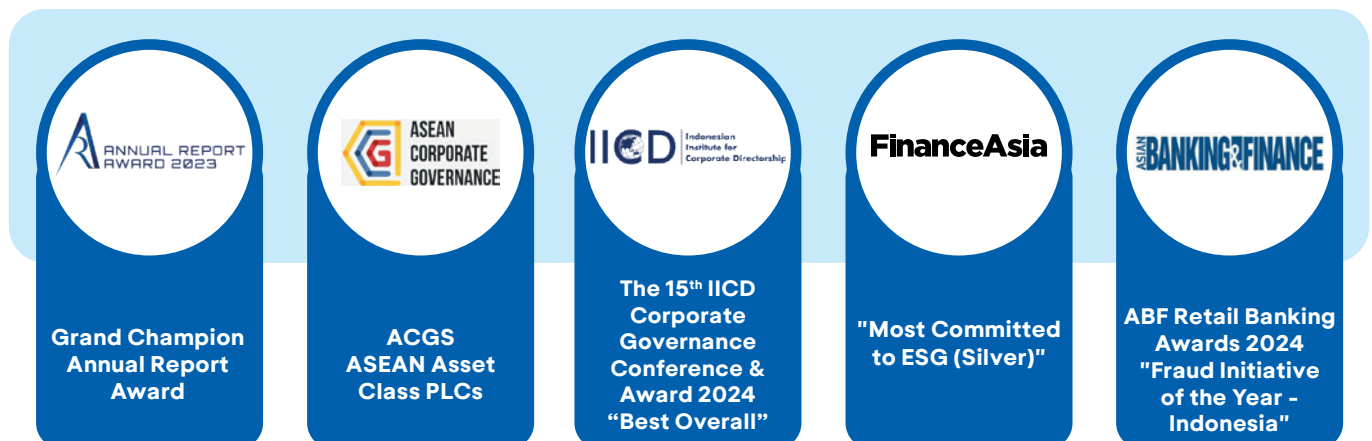 ANNUAL REPORT
AWARD 2023
Grand Champion
Annual Report
Award
ASEAN
CORPORATE
GOVERNANCE
ACGS
ASEAN Asset
Class PLCs
IICD
Indonesian
Institute for
Corporate Directorship
The 15th IICD
Corporate
Governance
Conference &
Award 2024
“Best Overall”
FinanceAsia
"Most Committed
to ESG (Silver)"
ASIAN
BANKING&FINANCE
ABF Retail Banking
Awards 2024
"Fraud Initiative
of the Year -
Indonesia"